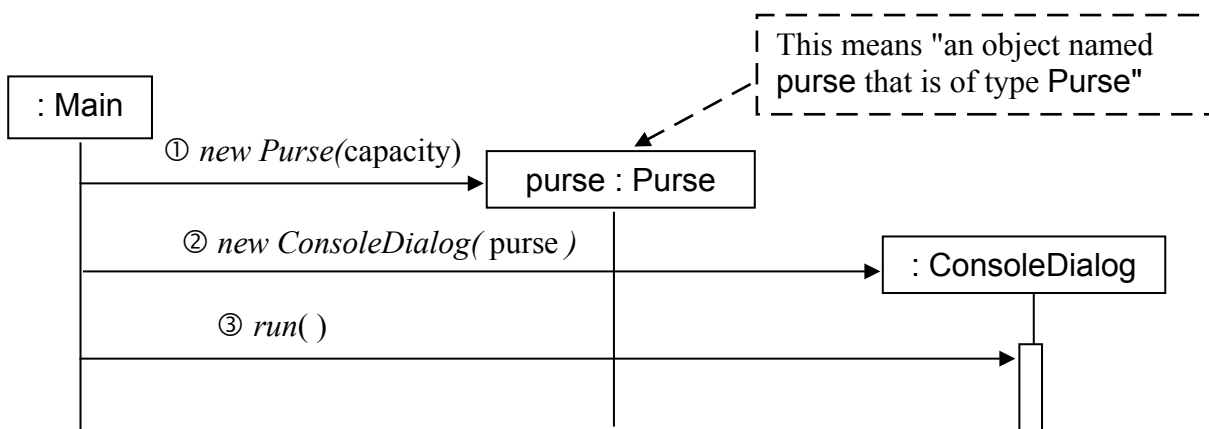 This means "an object named
purse that is of type Purse"
: Main
① new Purse(capacity)
purse : Purse
② new ConsoleDialog( purse )
: ConsoleDialog
③ run( )